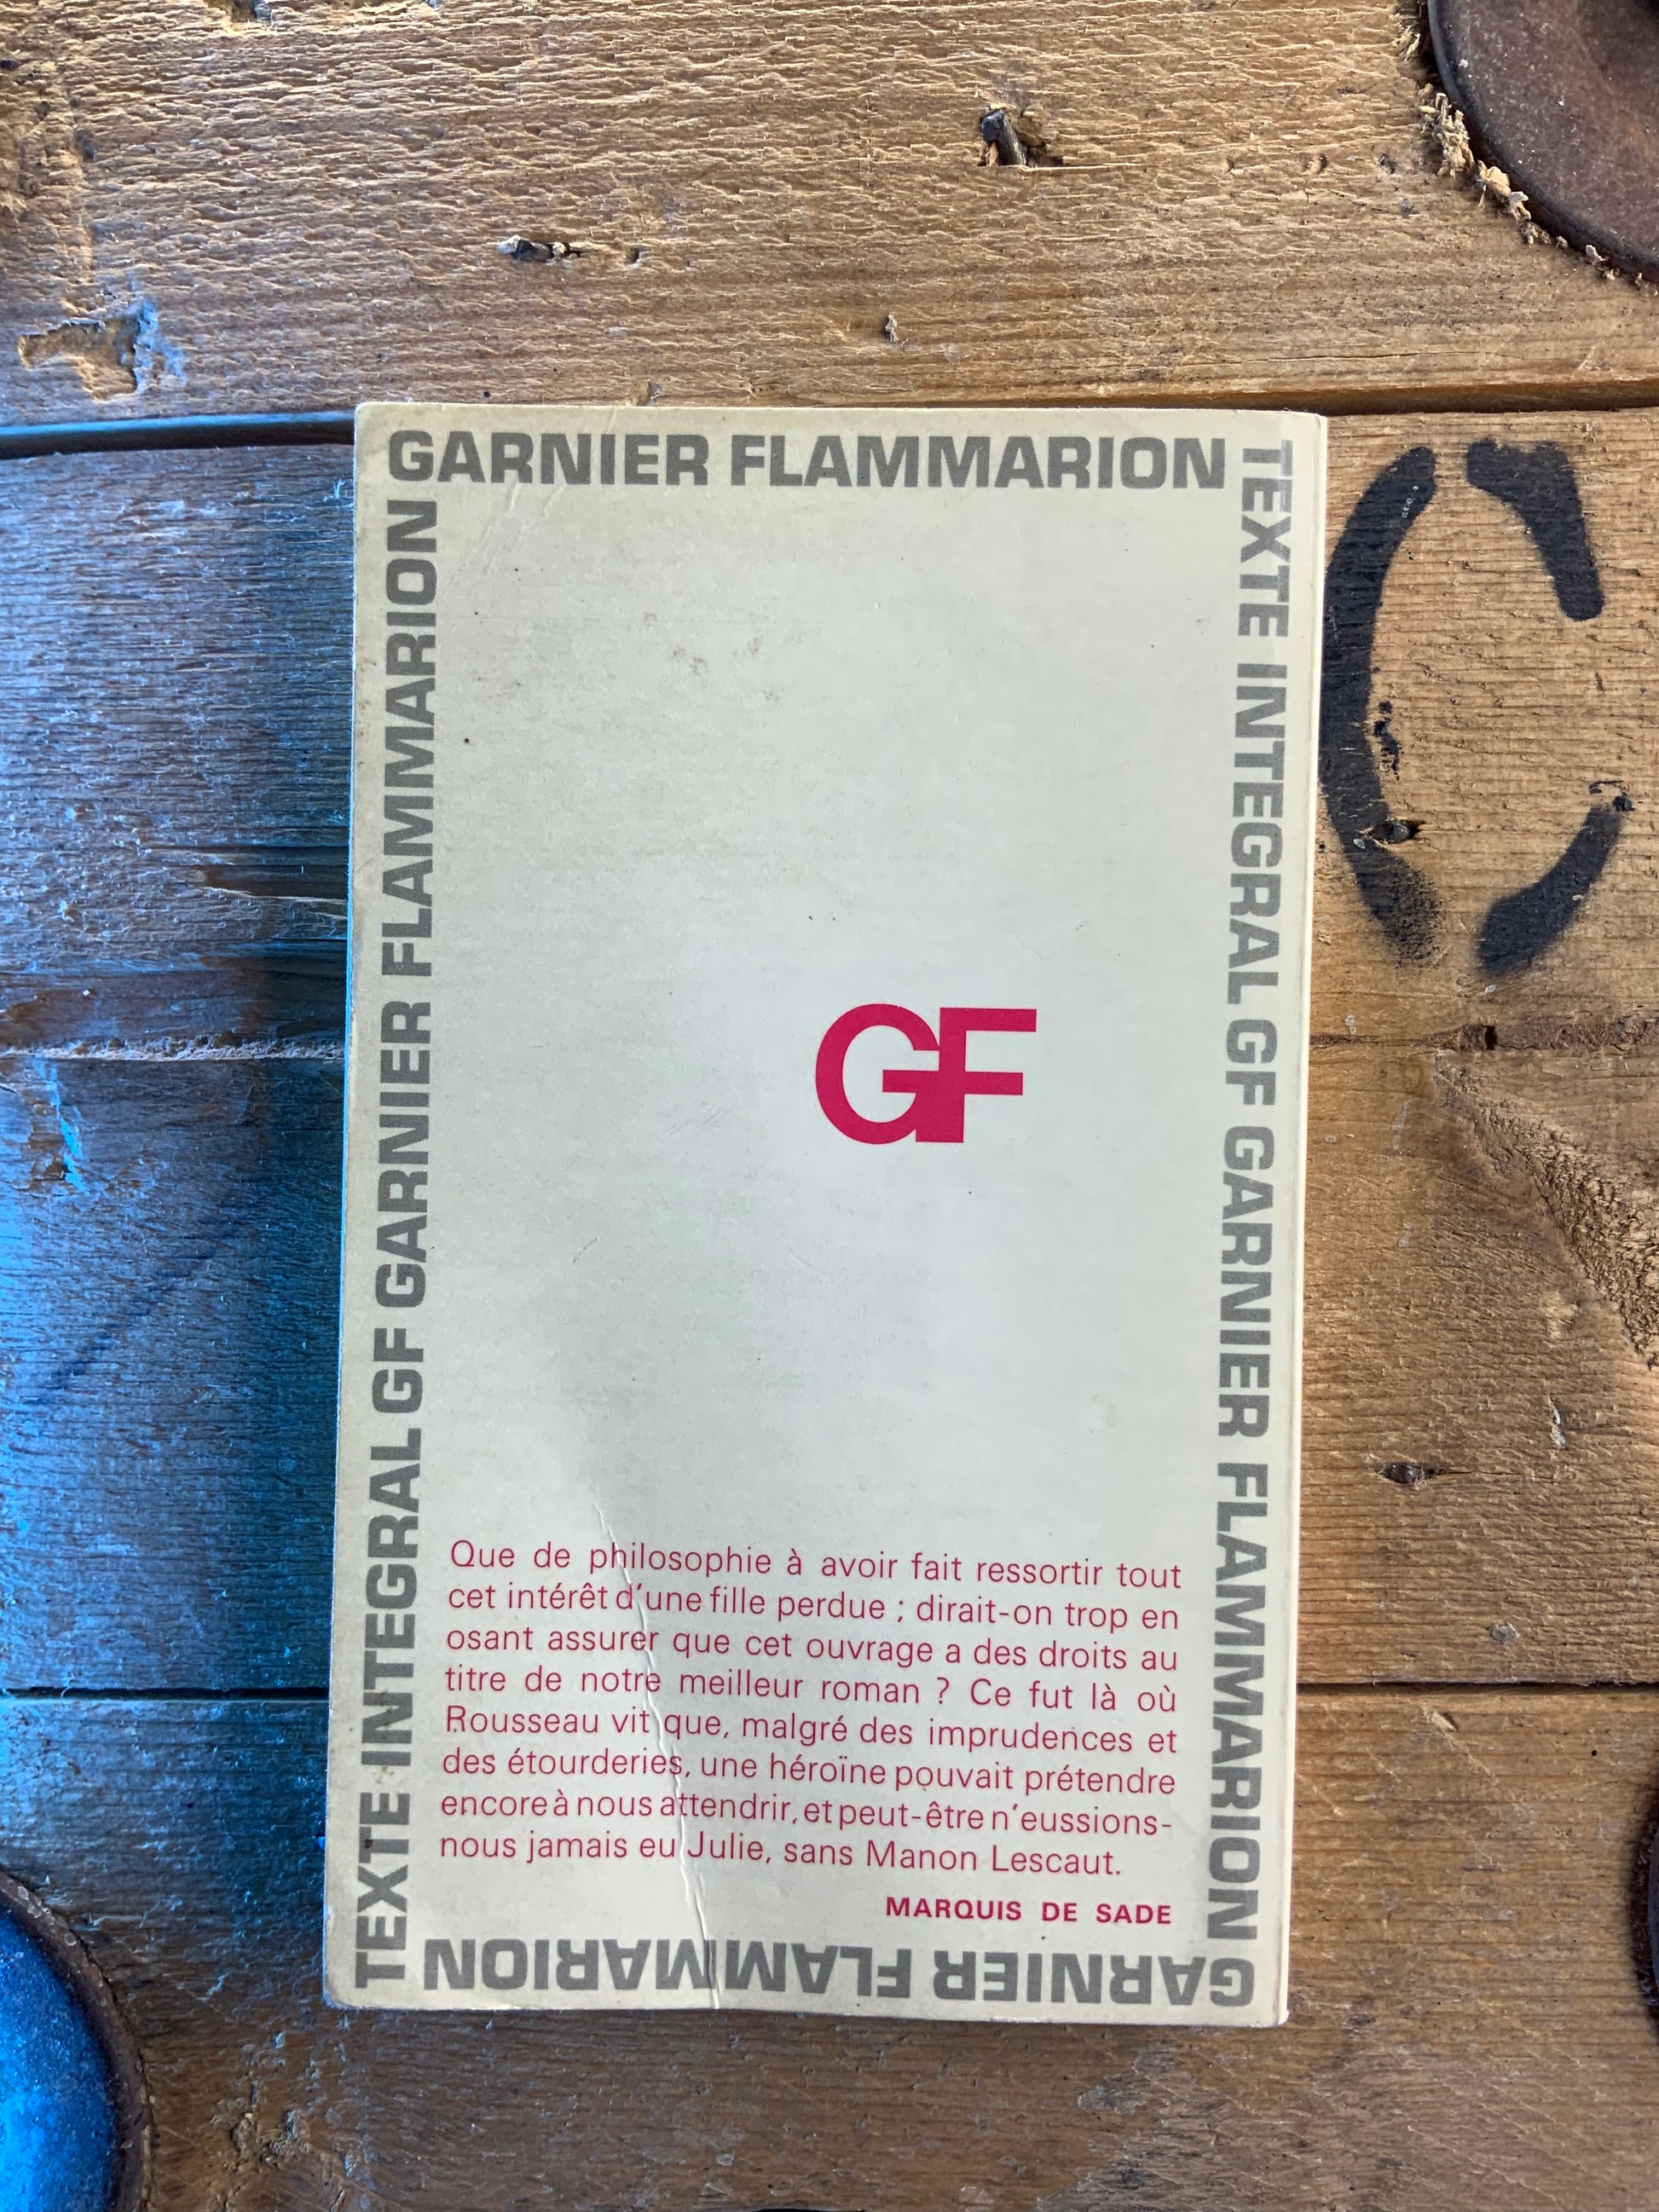 GARNIER FLAMMARION
TEXTE INTEGRAL GF GARNIER FLAMMARION
TEXTE INTEGRAL GF GARNIER FLAMMARION
GF
Que de philosophie à avoir fait ressortir tout
cet intérêt d'une fille perdue ; dirait-on trop en
osant assurer que cet ouvrage a des droits au
titre de notre meilleur roman ? Ce fut là où
Rousseau vit que, malgré des imprudences et
des étourderies, une héroïne pouvait prétendre
encore à nous attendrir, et peut-être n'eussions-
nous jamais eu Julie, sans Manon Lescaut.
MARQUIS DE SADE
GARNIER FLAMMARION